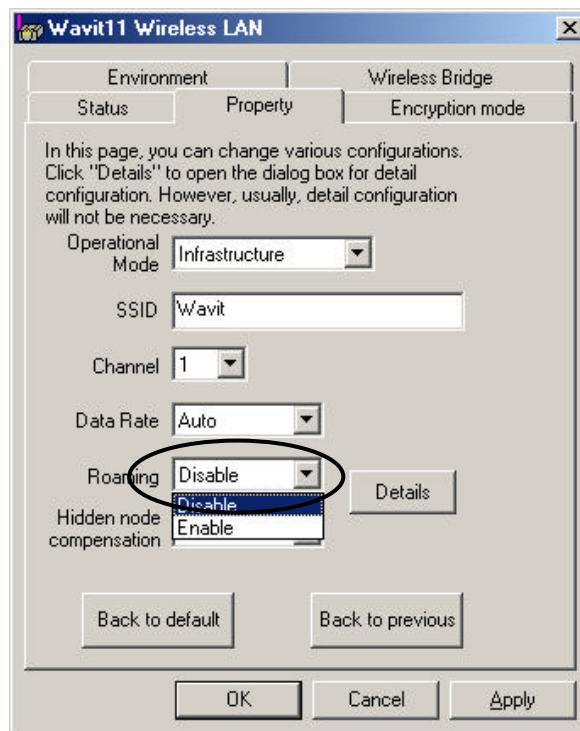 Wavit11 Wireless LAN
Environment
Wireless Bridge
Status
Property
Encryption mode
In this page, you can change various configurations.
Click "Details" to open the dialog box for detail
configuration. However, usually, detail configuration
will not be necessary.
Operational
Mode
Infrastructure
SSID
Wavit
Channel
1
Data Rate
Auto
Roaming
Disable
Disable
Enable
Details
Hidden node
compensation
Back to default
Back to previous
OK
Cancel
Apply